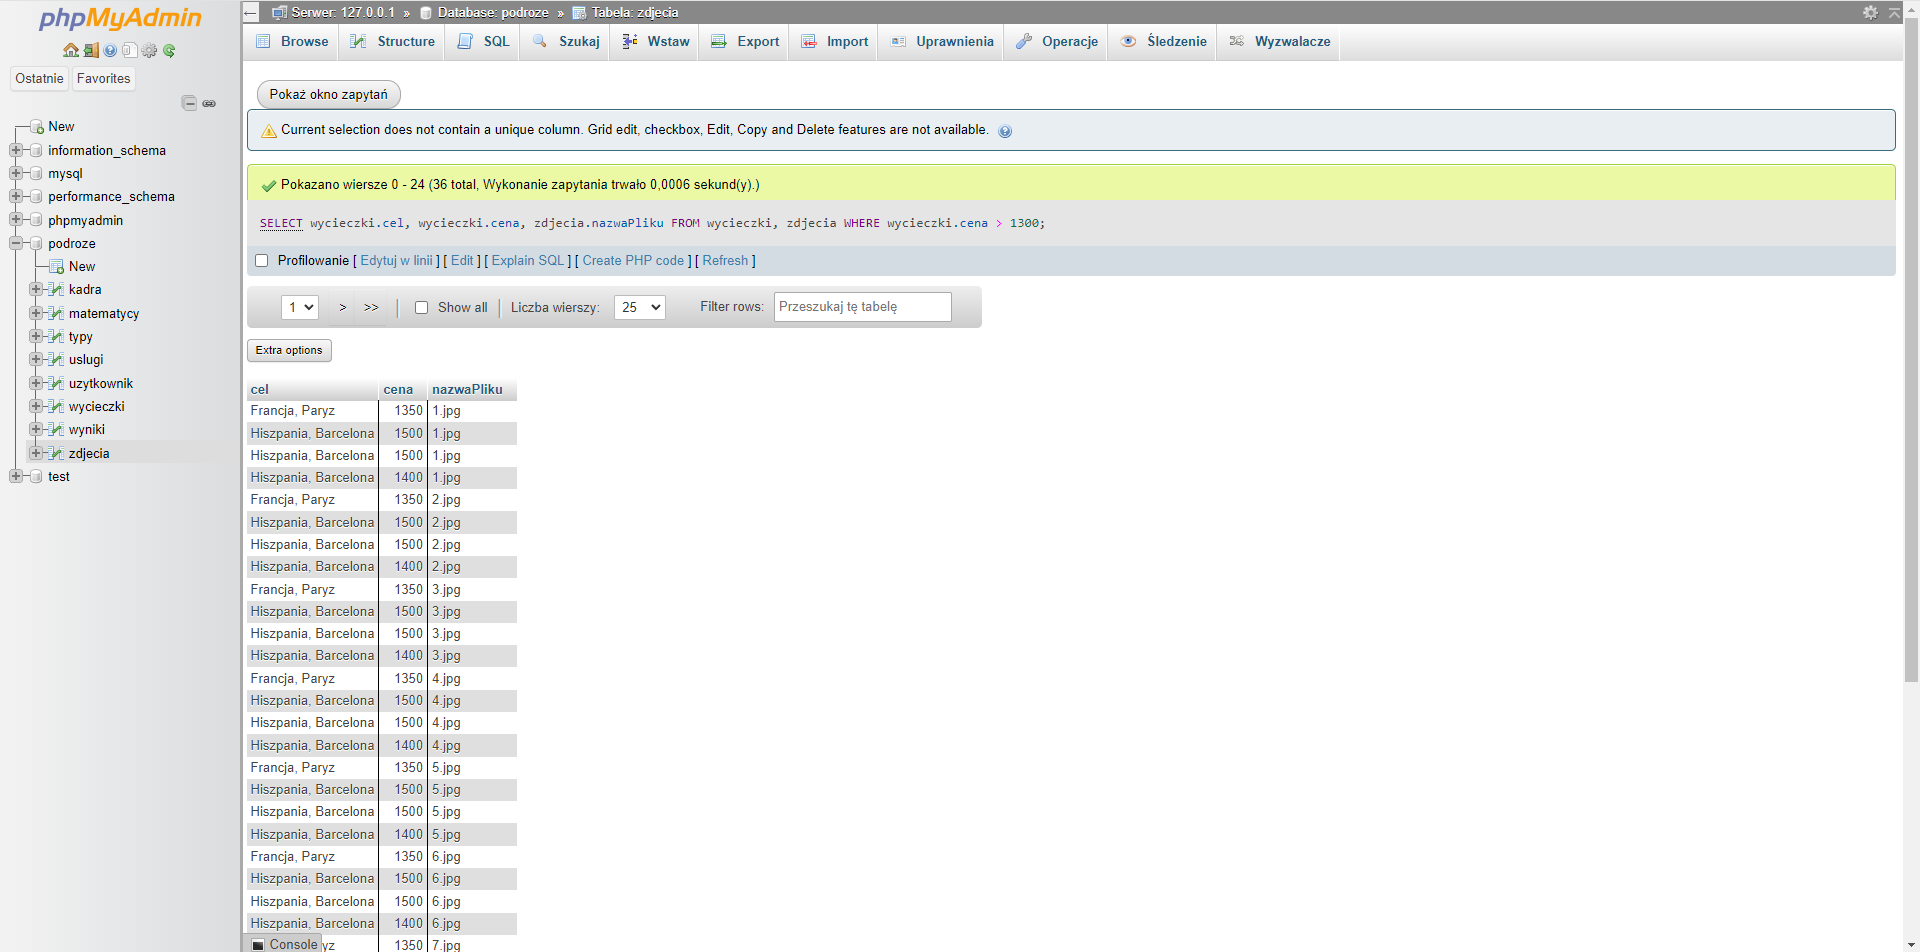 phpMyAdmin
Ostatnie Favorites
New
information_schema
mysql
performance_schema
phpmyadmin
podroze
New
kadra
matematycy
typy
uslugi
uzytkownik
wycieczki
wyniki
zdjecia
test
Serwer: 127.0.0.1 » Database: podroze » Tabela: zdjecia
Browse Structure SQL Szukaj Wstaw Export Import Uprawnienia Operacje Śledzenie Wyzwalacze
Pokaż okno zapytań
Current selection does not contain a unique column. Grid edit, checkbox, Edit, Copy and Delete features are not available.
Pokazano wiersze 0 - 24 (36 total, Wykonanie zapytania trwało 0,0006 sekund(y).)
SELECT wycieczki.cel, wycieczki.cena, zdjecia.nazwaPliku FROM wycieczki, zdjecia WHERE wycieczki.cena > 1300;
Profilowanie [ Edytuj w linii ] [ Edit ] [ Explain SQL ] [ Create PHP code ] [ Refresh ]
1 > >> | Show all | Liczba wierszy: 25 Filter rows: Przeszukaj tę tabelę
Extra options
cel cena nazwaPliku
Francja, Paryz 1350 1.jpg
Hiszpania, Barcelona 1500 1.jpg
Hiszpania, Barcelona 1500 1.jpg
Hiszpania, Barcelona 1400 1.jpg
Francja, Paryz 1350 2.jpg
Hiszpania, Barcelona 1500 2.jpg
Hiszpania, Barcelona 1500 2.jpg
Hiszpania, Barcelona 1400 2.jpg
Francja, Paryz 1350 3.jpg
Hiszpania, Barcelona 1500 3.jpg
Hiszpania, Barcelona 1500 3.jpg
Hiszpania, Barcelona 1400 3.jpg
Francja, Paryz 1350 4.jpg
Hiszpania, Barcelona 1500 4.jpg
Hiszpania, Barcelona 1500 4.jpg
Hiszpania, Barcelona 1400 4.jpg
Francja, Paryz 1350 5.jpg
Hiszpania, Barcelona 1500 5.jpg
Hiszpania, Barcelona 1500 5.jpg
Hiszpania, Barcelona 1400 5.jpg
Francja, Paryz 1350 6.jpg
Hiszpania, Barcelona 1500 6.jpg
Hiszpania, Barcelona 1500 6.jpg
Hiszpania, Barcelona 1400 6.jpg
Console yz 1350 7.jpg